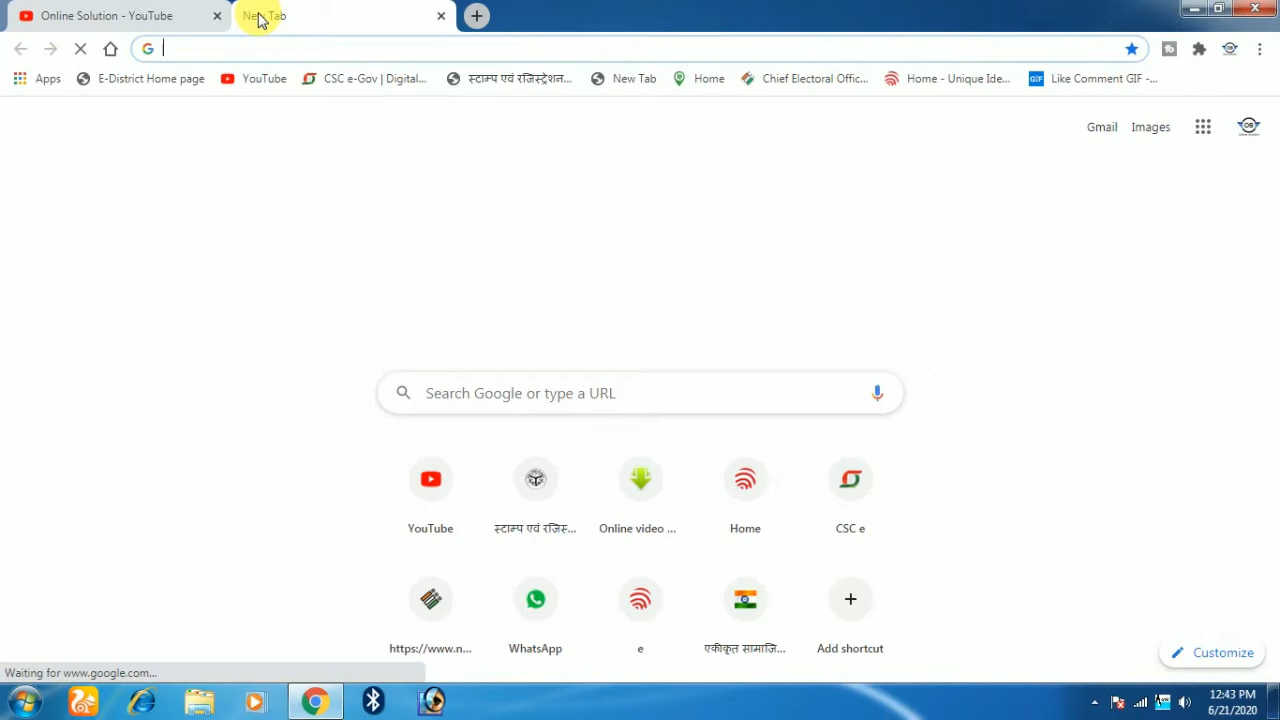 Online Solution - YouTube
New Tab
Apps
E-District Home page
YouTube
CSC e-Gov | Digital...
स्टाम्प एवं रजिस्ट्रेशन...
New Tab
Home
Chief Electoral Offic...
Home - Unique Ide...
Like Comment GIF -...
Gmail
Images
Search Google or type a URL
YouTube
स्टाम्प एवं रजिस्...
Online video ...
Home
CSC e
https://www.n...
WhatsApp
e
एकीकृत सामाजि...
Add shortcut
Customize
Waiting for www.google.com...
12:43 PM
6/21/2020